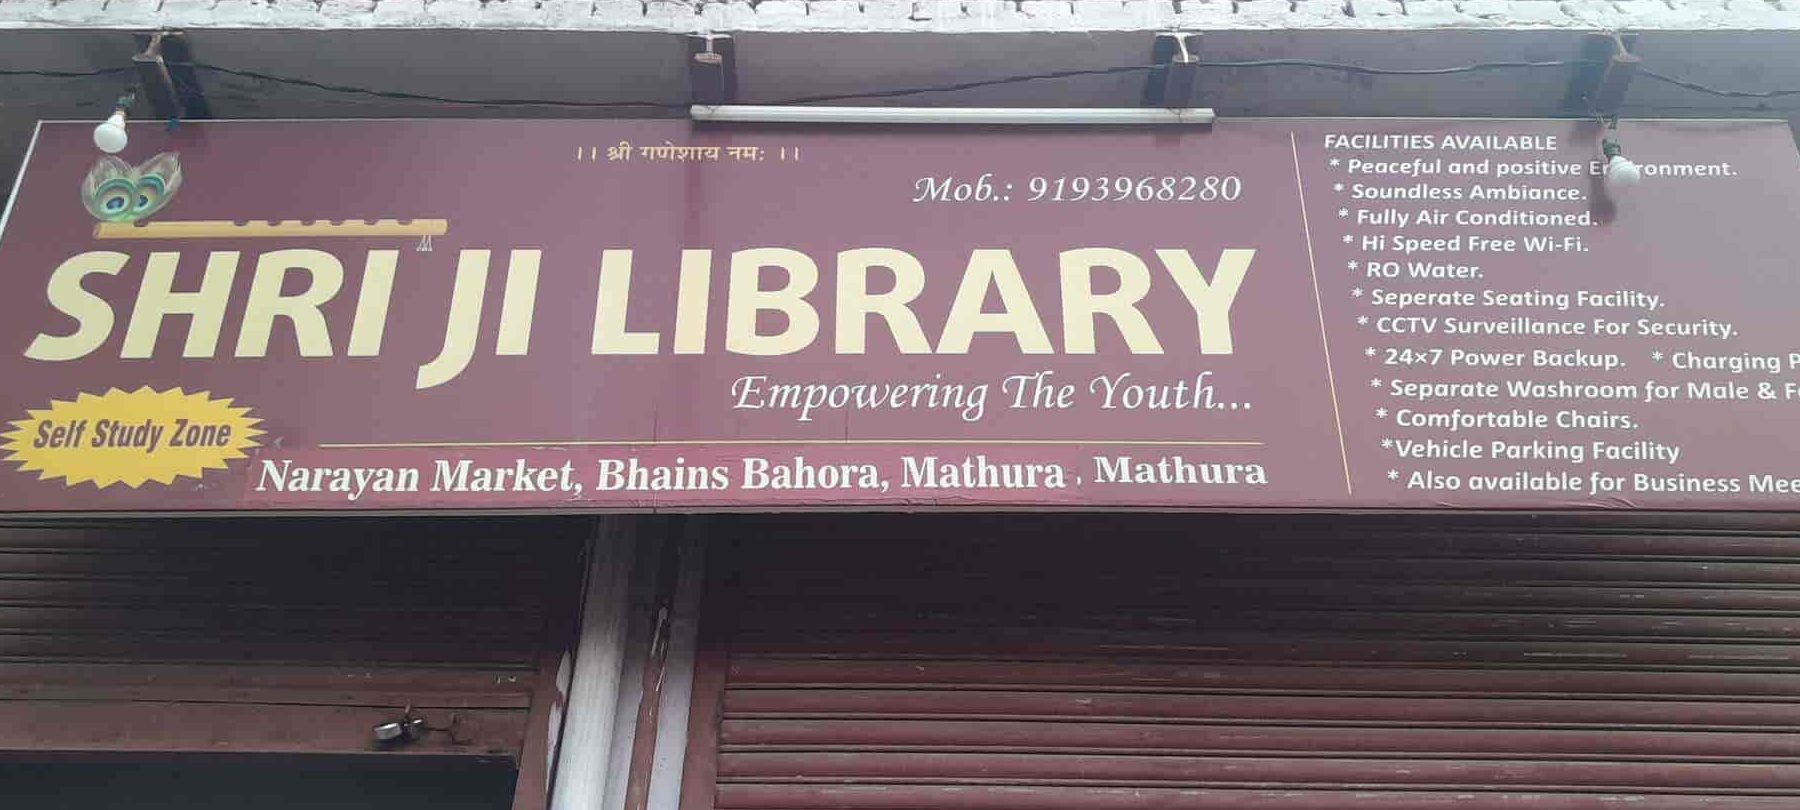 ।। श्री गणेशाय नमः ।।
Mob.: 9193968280
SHRI JI LIBRARY
Empowering The Youth...
Self Study Zone
Narayan Market, Bhains Bahora, Mathura, Mathura
FACILITIES AVAILABLE
* Peaceful and positive
* Soundless Ambiance.
* Fully Air Conditioned.
* Hi Speed Free Wi-Fi.
* RO Water.
* Seperate Seating Facility.
* CCTV Surveillance For Security.
* 24×7 Power Backup. * Charging
* Separate Washroom for Male &
* Comfortable Chairs.
*Vehicle Parking Facility
* Also available for Business